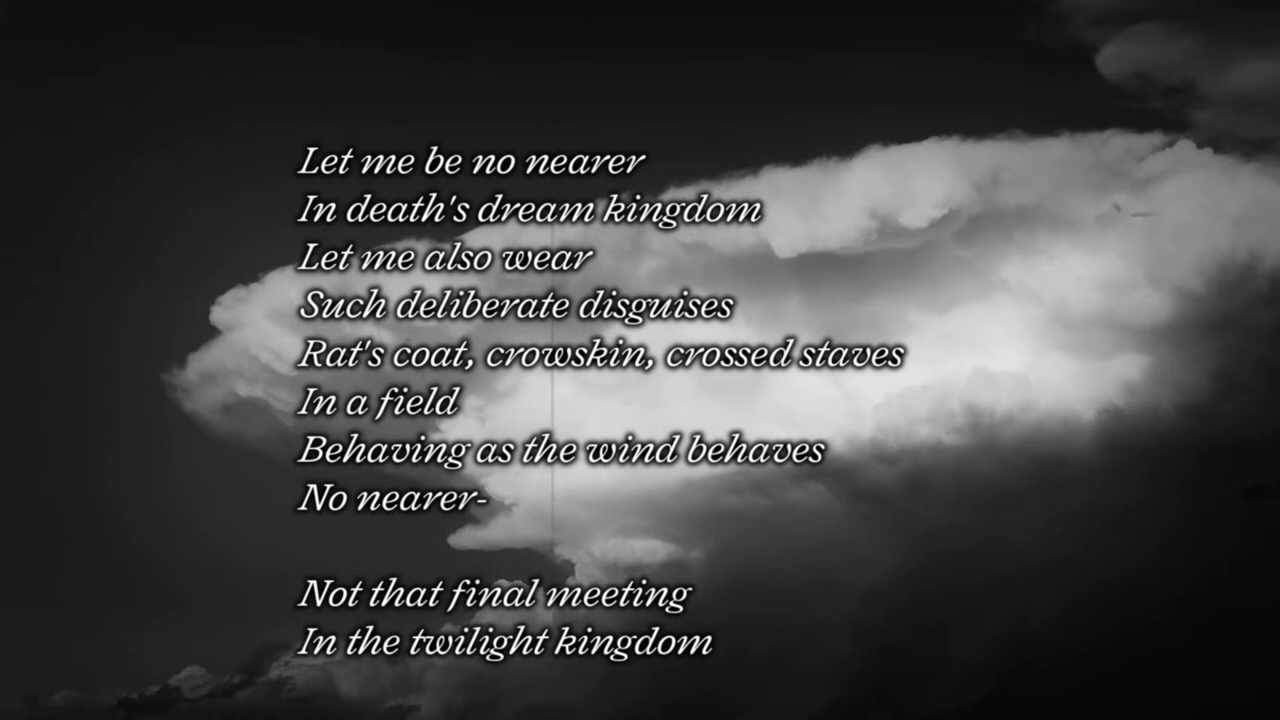 Let me be no nearer
In death's dream kingdom
Let me also wear
Such deliberate disguises
Rat's coat, crowskin, crossed staves
In a field
Behaving as the wind behaves
No nearer-
Not that final meeting
In the twilight kingdom